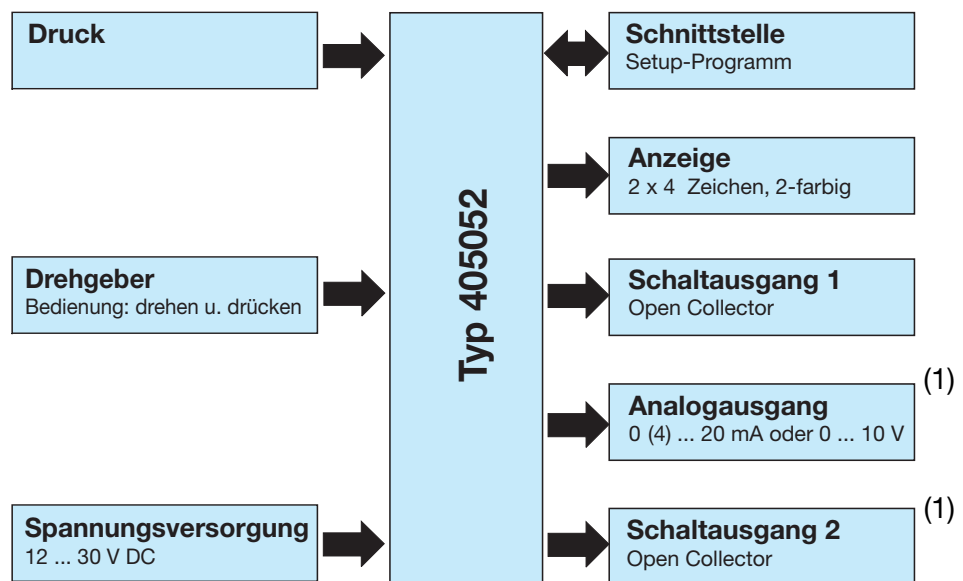 Druck
Drehgeber
Bedienung: drehen u. drücken
Spannungsversorgung
12 ... 30 V DC
Typ 405052
Schnittstelle
Setup-Programm
Anzeige
2 x 4 Zeichen, 2-farbig
Schaltausgang 1
Open Collector
(1)
Analogausgang
0 (4) ... 20 mA oder 0 ... 10 V
(1)
Schaltausgang 2
Open Collector